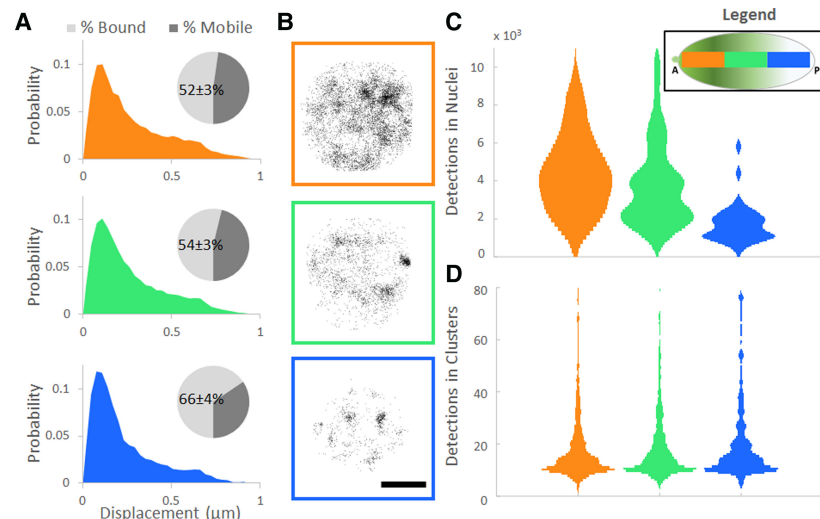 A
% Bound % Mobile
Probability
0.1
0.05
0
52±3%
0 0.5 1
Probability
0.1
0.05
0
54±3%
0 0.5 1
Probability
0.1
0.05
0
66±4%
0 0.5 1
Displacement (μm)
B
C
Legend
A P
x 10³
Detections in Nuclei
10
8
6
4
2
0
D
Detections in Clusters
80
60
40
20
0